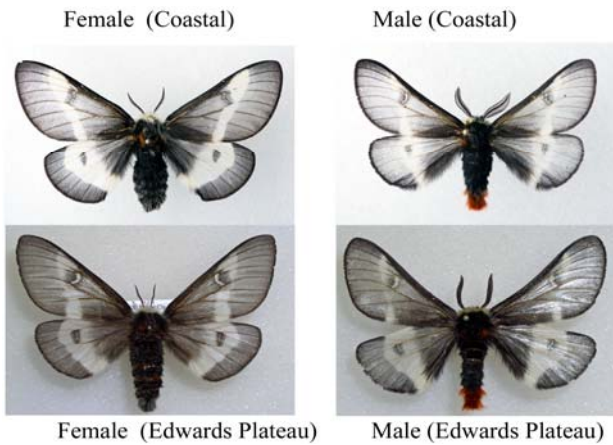 Female (Coastal)
Male (Coastal)
Female (Edwards Plateau)
Male (Edwards Plateau)